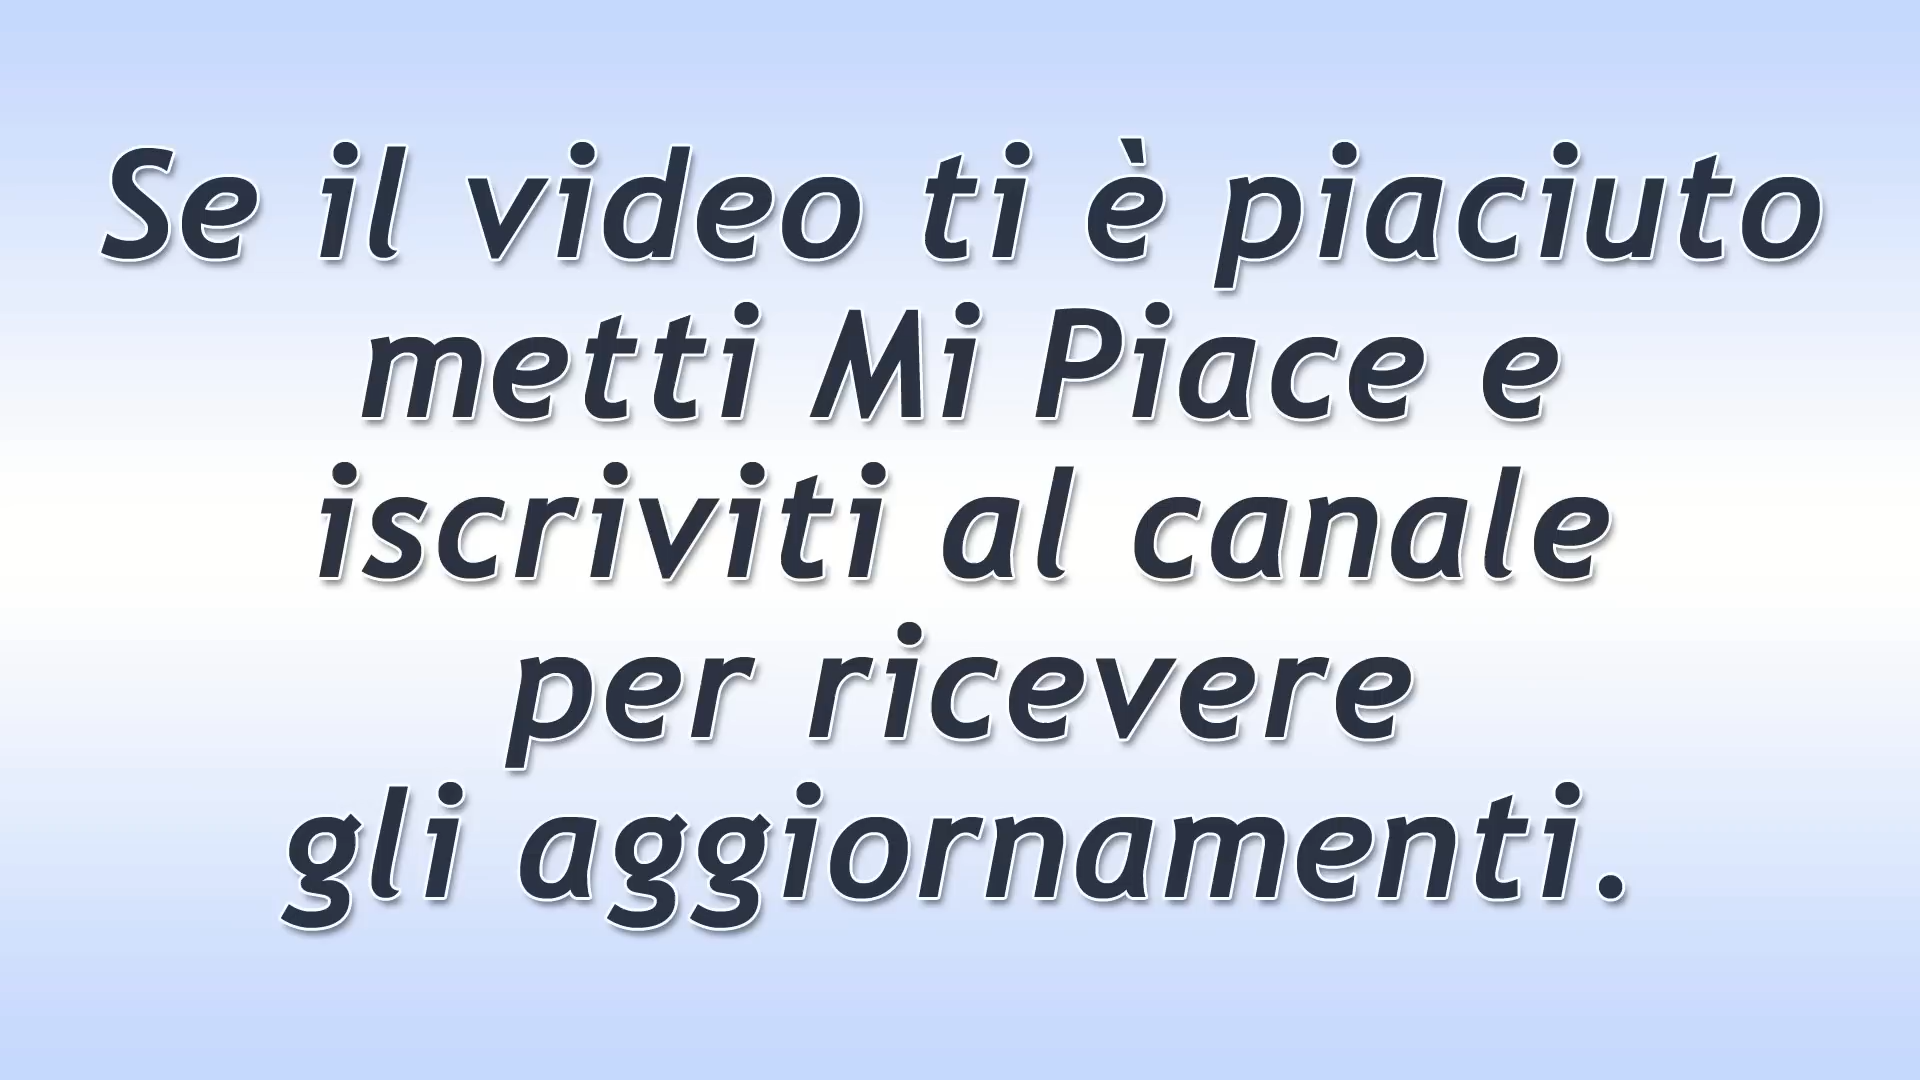 Se il video ti è piaciuto
metti Mi Piace e
iscriviti al canale
per ricevere
gli aggiornamenti.